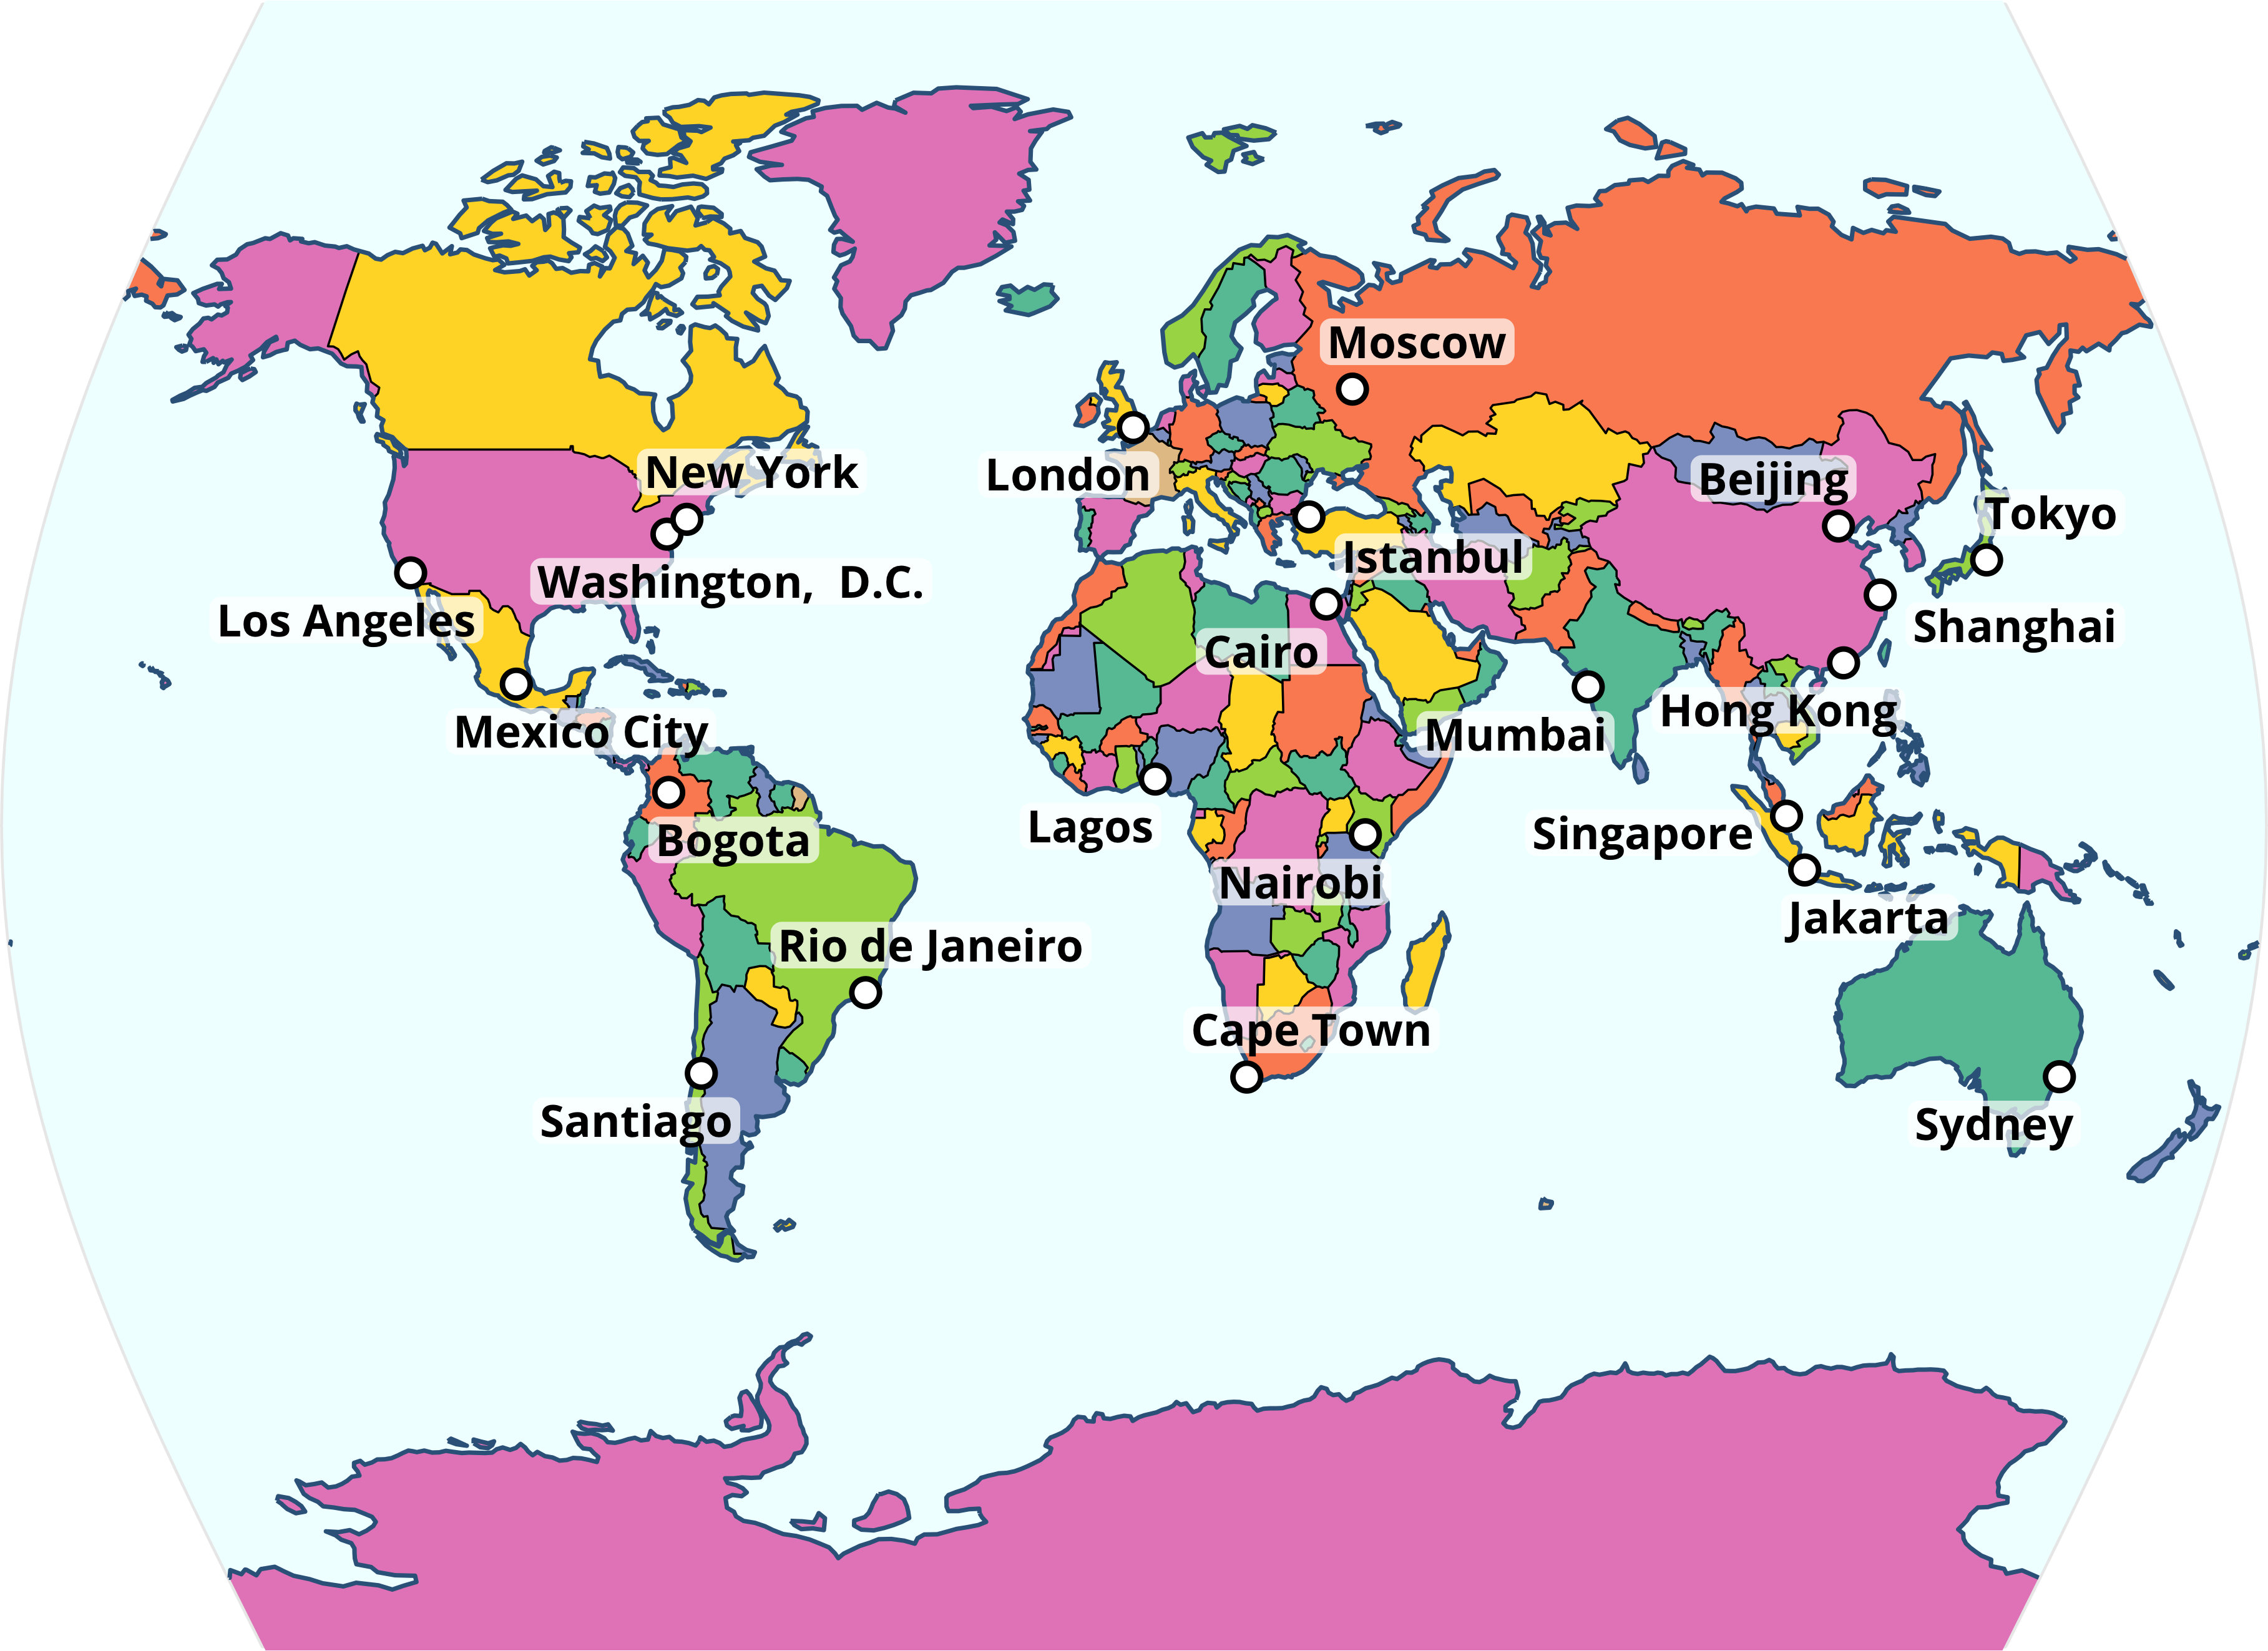 Moscow
New York
London
Beijing
Tokyo
Istanbul
Washington, D.C.
Los Angeles
Shanghai
Cairo
Mexico City
Mumbai
Hong Kong
Lagos
Singapore
Bogota
Nairobi
Jakarta
Rio de Janeiro
Cape Town
Santiago
Sydney